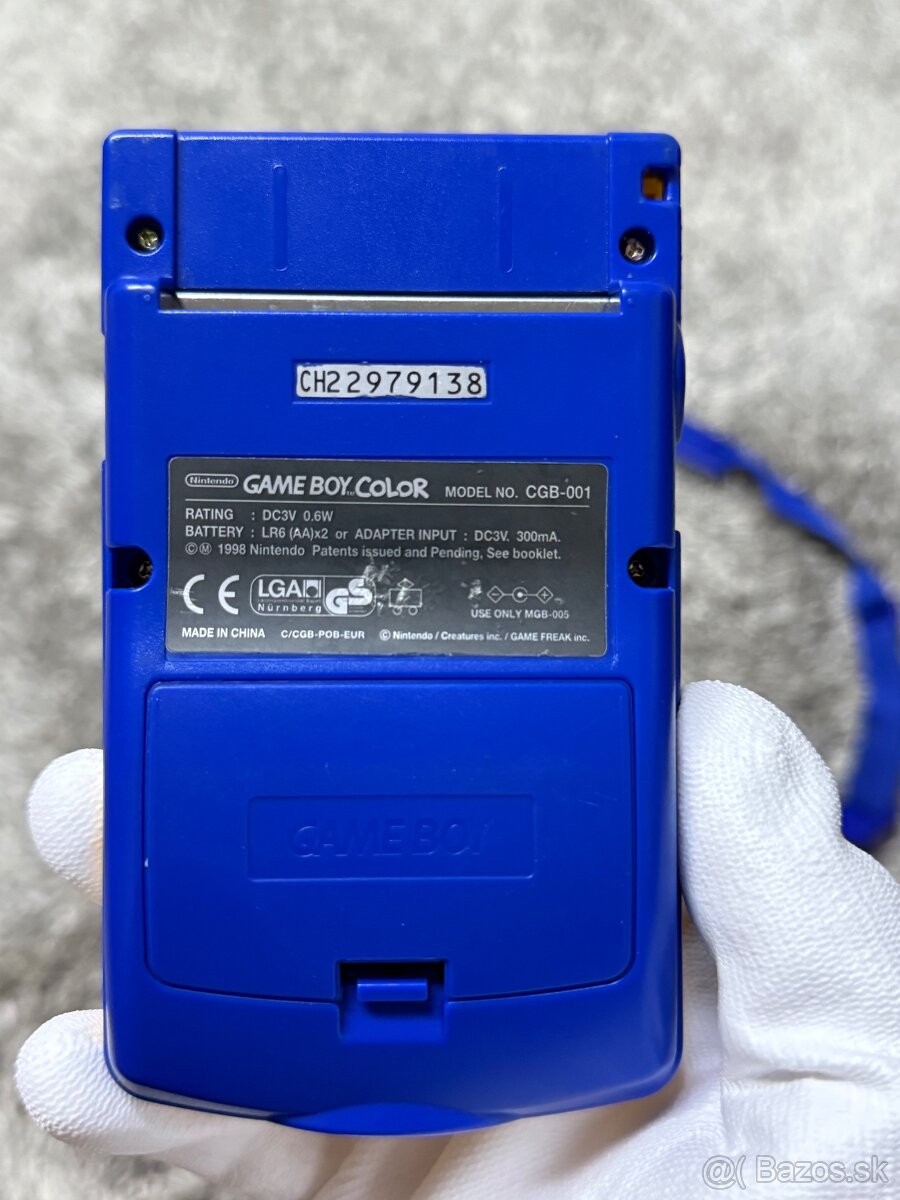 CH22979138
Nintendo GAME BOY COLOR MODEL NO. CGB-001
RATING : DC3V 0.6W
BATTERY : LR6 (AA)x2 or ADAPTER INPUT : DC3V. 300mA.
©Ⓜ 1998 Nintendo Patents issued and Pending, See booklet.
CE LGA GS
Nürnberg
USE ONLY MGB-005
MADE IN CHINA C/CGB-POB-EUR © Nintendo / Creatures inc. / GAME FREAK inc.
GAME BOY
@( Bazos.sk